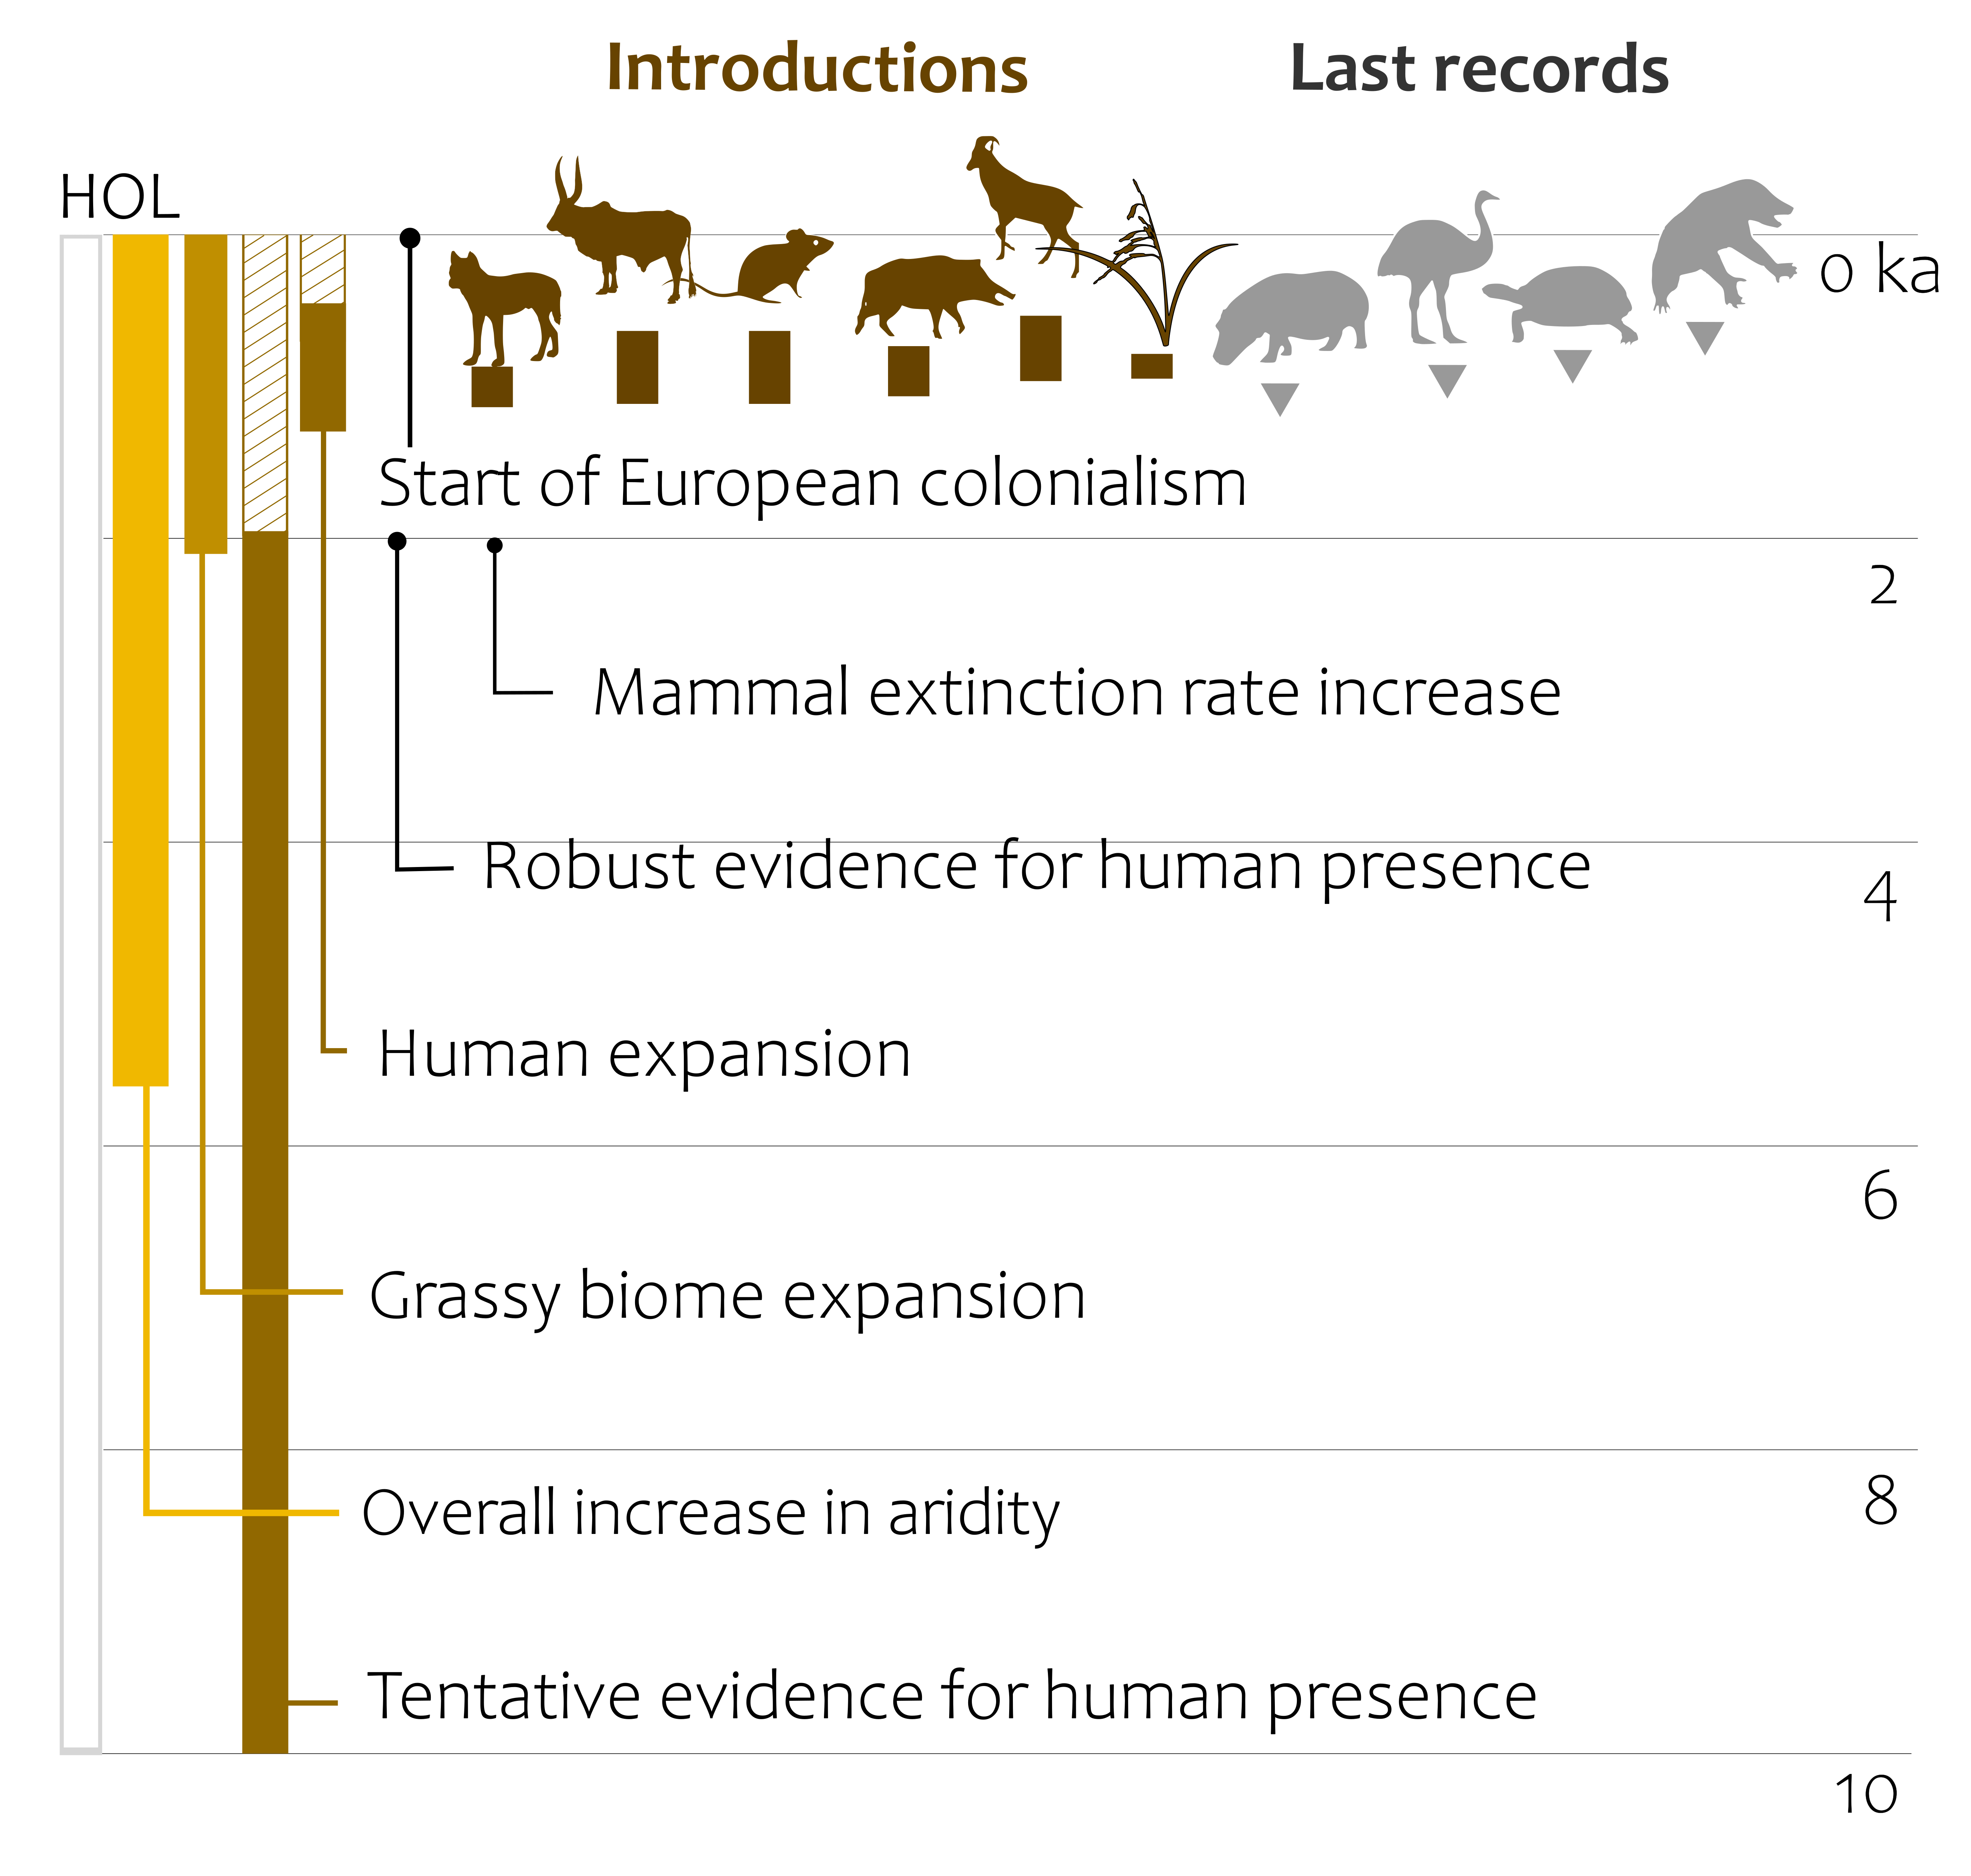 Introductions
Last records
HOL
0 ka
Start of European colonialism
2
Mammal extinction rate increase
Robust evidence for human presence
4
Human expansion
6
Grassy biome expansion
Overall increase in aridity
8
Tentative evidence for human presence
10